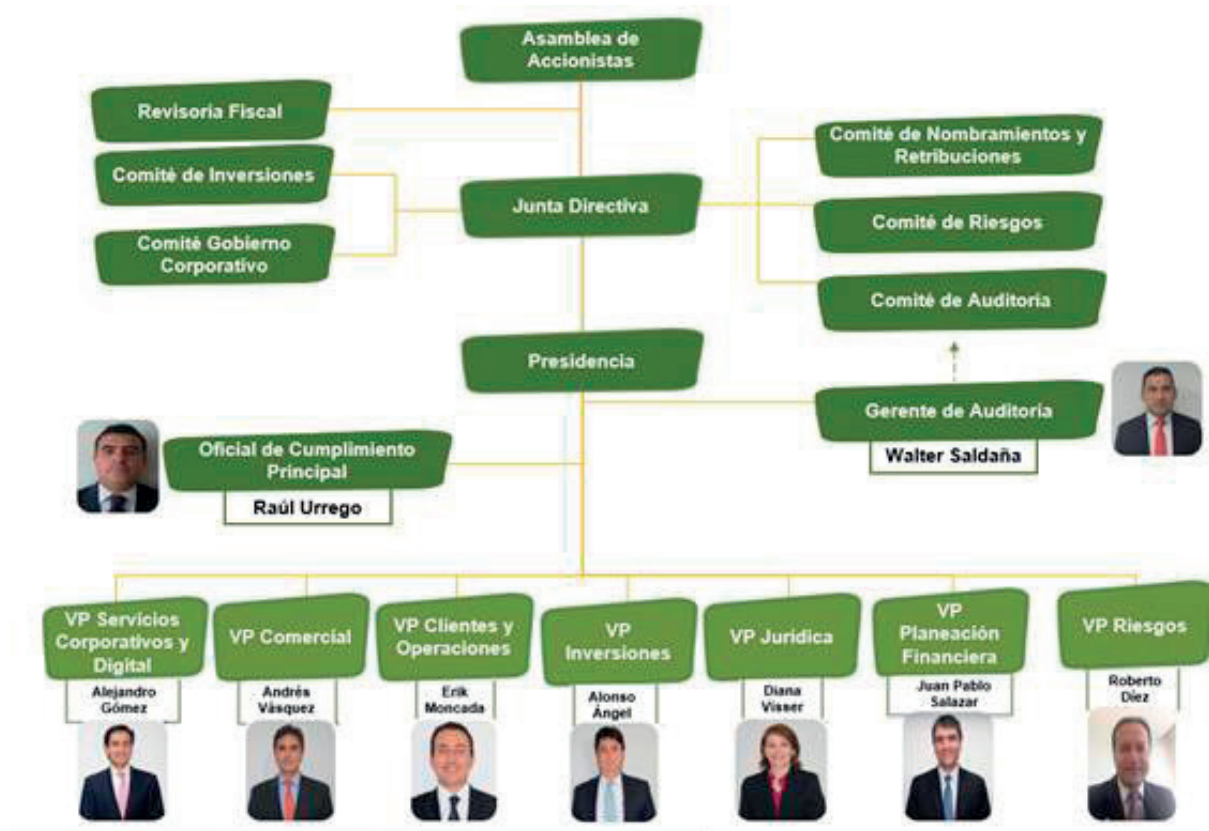 Asamblea de
Accionistas
Revisoria Fiscal
Comité de Inversiones
Comité Gobierno
Corporativo
Junta Directiva
Comité de Nombramientos y
Retribuciones
Comité de Riesgos
Comité de Auditoria
Presidencia
Gerente de Auditoria
Walter Saldaña
Oficial de Cumplimiento
Principal
Raúl Urrego
VP Servicios
Corporativos y
Digital
Alejandro
Gómez
VP Comercial
Andrés
Vásquez
VP Clientes y
Operaciones
Erik
Moncada
VP
Inversiones
Alonso
Ángel
VP Jurídica
Diana
Visser
VP
Planeación
Financiera
Juan Pablo
Salazar
VP Riesgos
Roberto
Díez